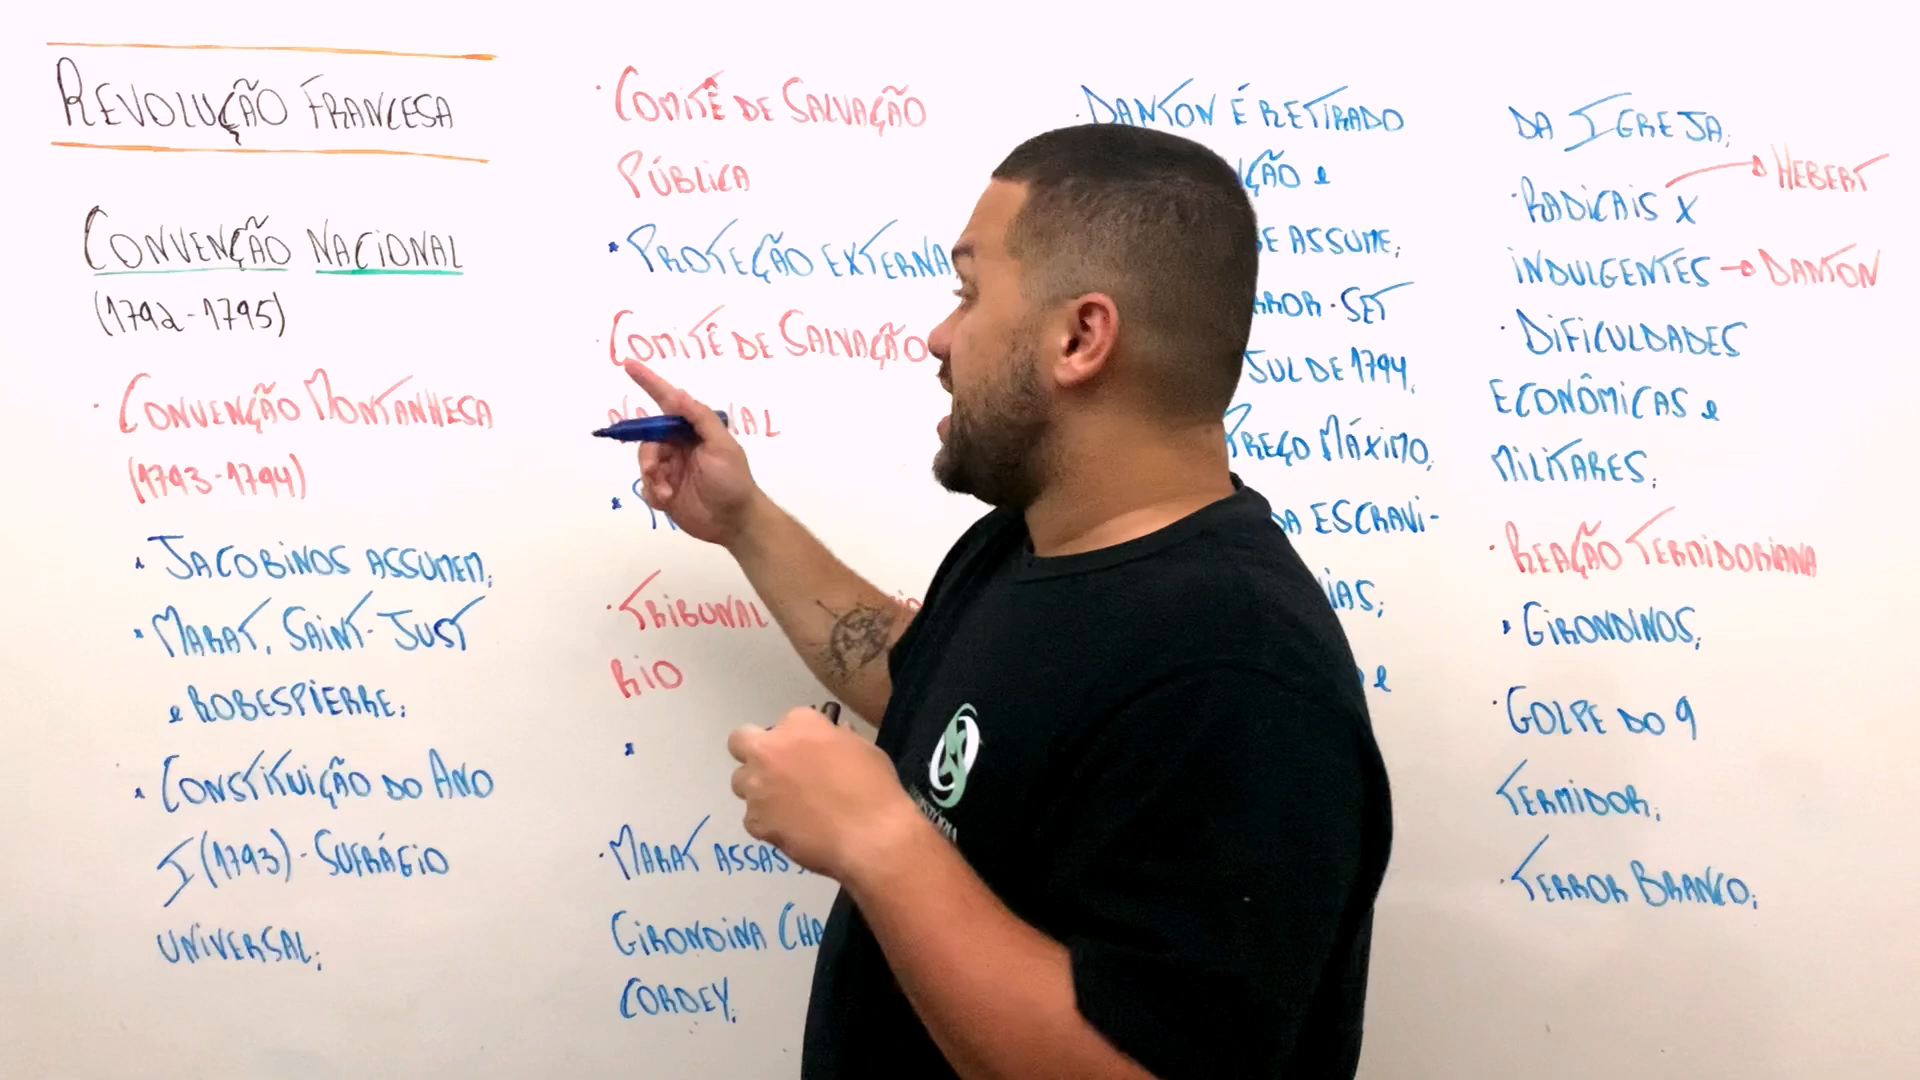 REVOLUÇÃO FRANCESA
CONVENÇÃO NACIONAL
(1792-1795)
· CONVENÇÃO MONTANHESA
(1793-1794)
• JACOBINOS ASSUMEM;
• MARAT, SAINT-JUST
e ROBESPIERRE;
• CONSTITUIÇÃO DO ANO
I (1793) - SUFRÁGIO
UNIVERSAL;
· COMITÊ DE SALVAÇÃO
PÚBLICA
• PROTEÇÃO EXTERNA
· COMITÊ DE SALVAÇÃO
· TRIBUNAL
RIO
· MARAT ASSAS
GIRONDINA CHA
CORDEY;
· DANTON É RETIRADO
ÇÃO e
E ASSUME;
RROR - SET
JUL DE 1794;
PREÇO MÁXIMO;
DA ESCRAVI-
IAS;
e
DA IGREJA;
· RADICAIS X → HEBERT
INDULGENTES → DANTON
· DIFICULDADES
ECONÔMICAS e
MILITARES;
· REAÇÃO TERMIDORIANA
• GIRONDINOS;
· GOLPE DO 9
TERMIDOR;
· TERROR BRANCO;